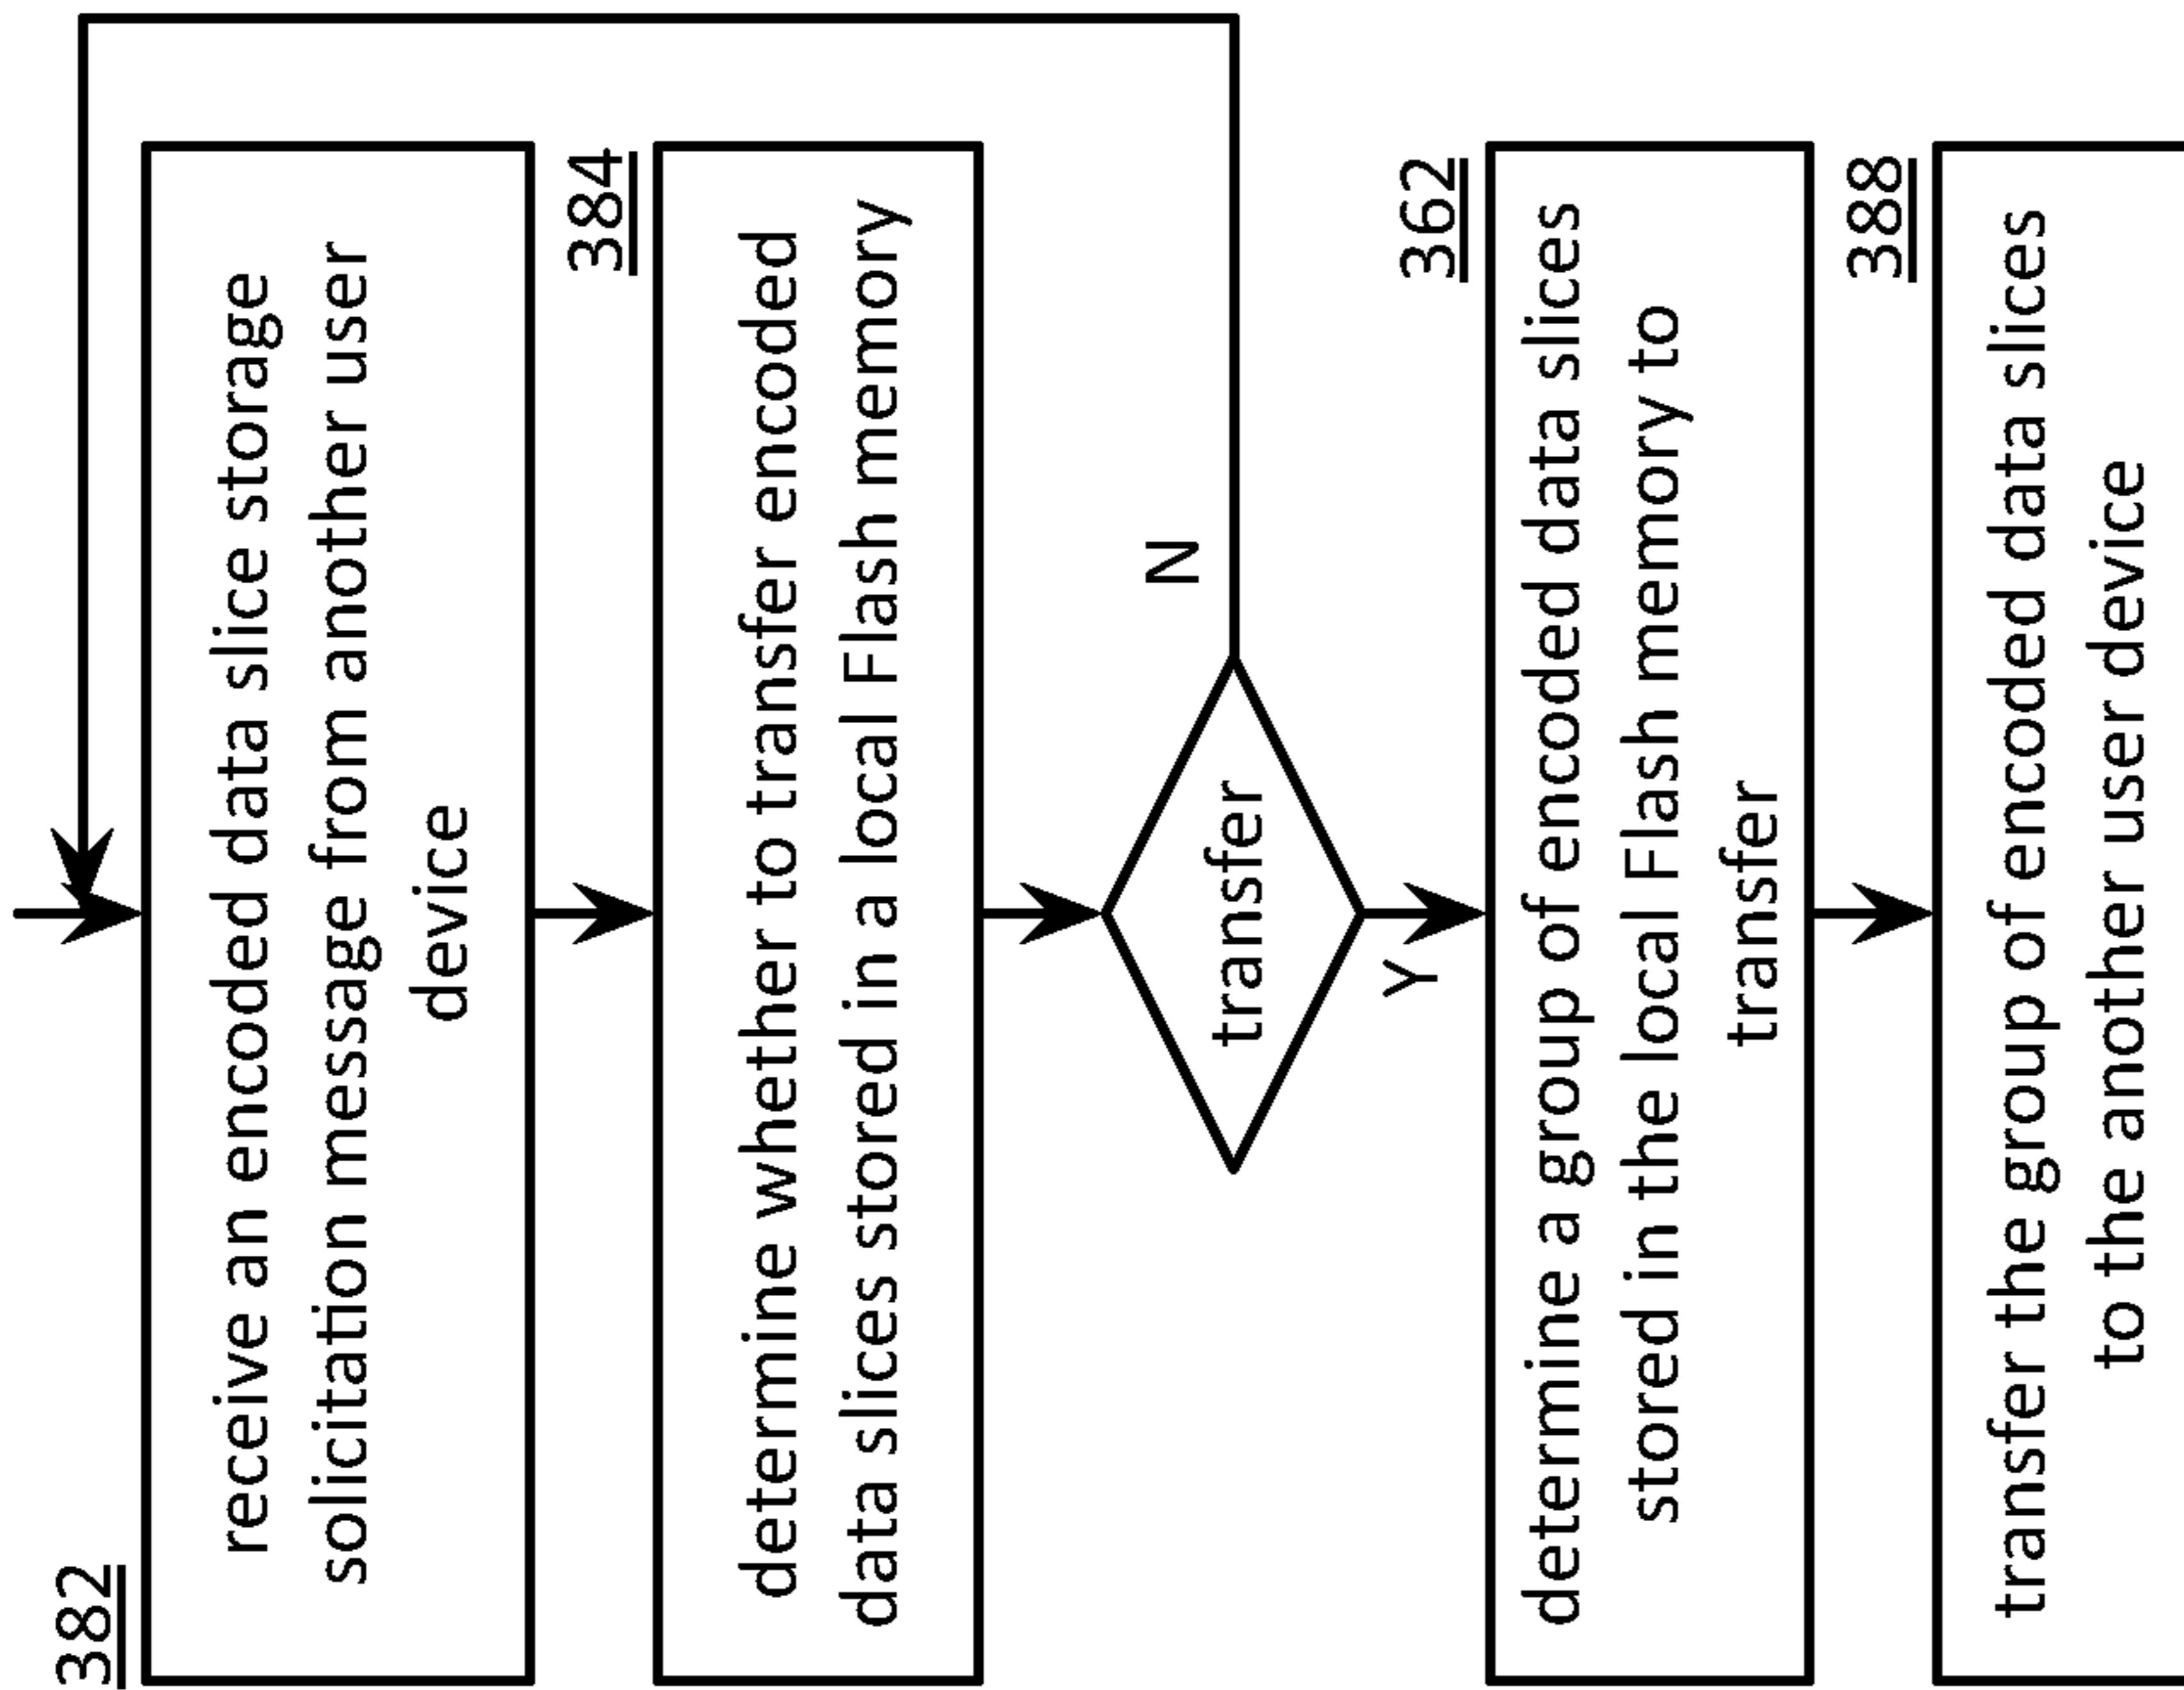 382
receive an encoded data slice storage
solicitation message from another user
device
384
determine whether to transfer encoded
data slices stored in a local Flash memory
transfer
N
Y
362
determine a group of encoded data slices
stored in the local Flash memory to
transfer
388
transfer the group of encoded data slices
to the another user device